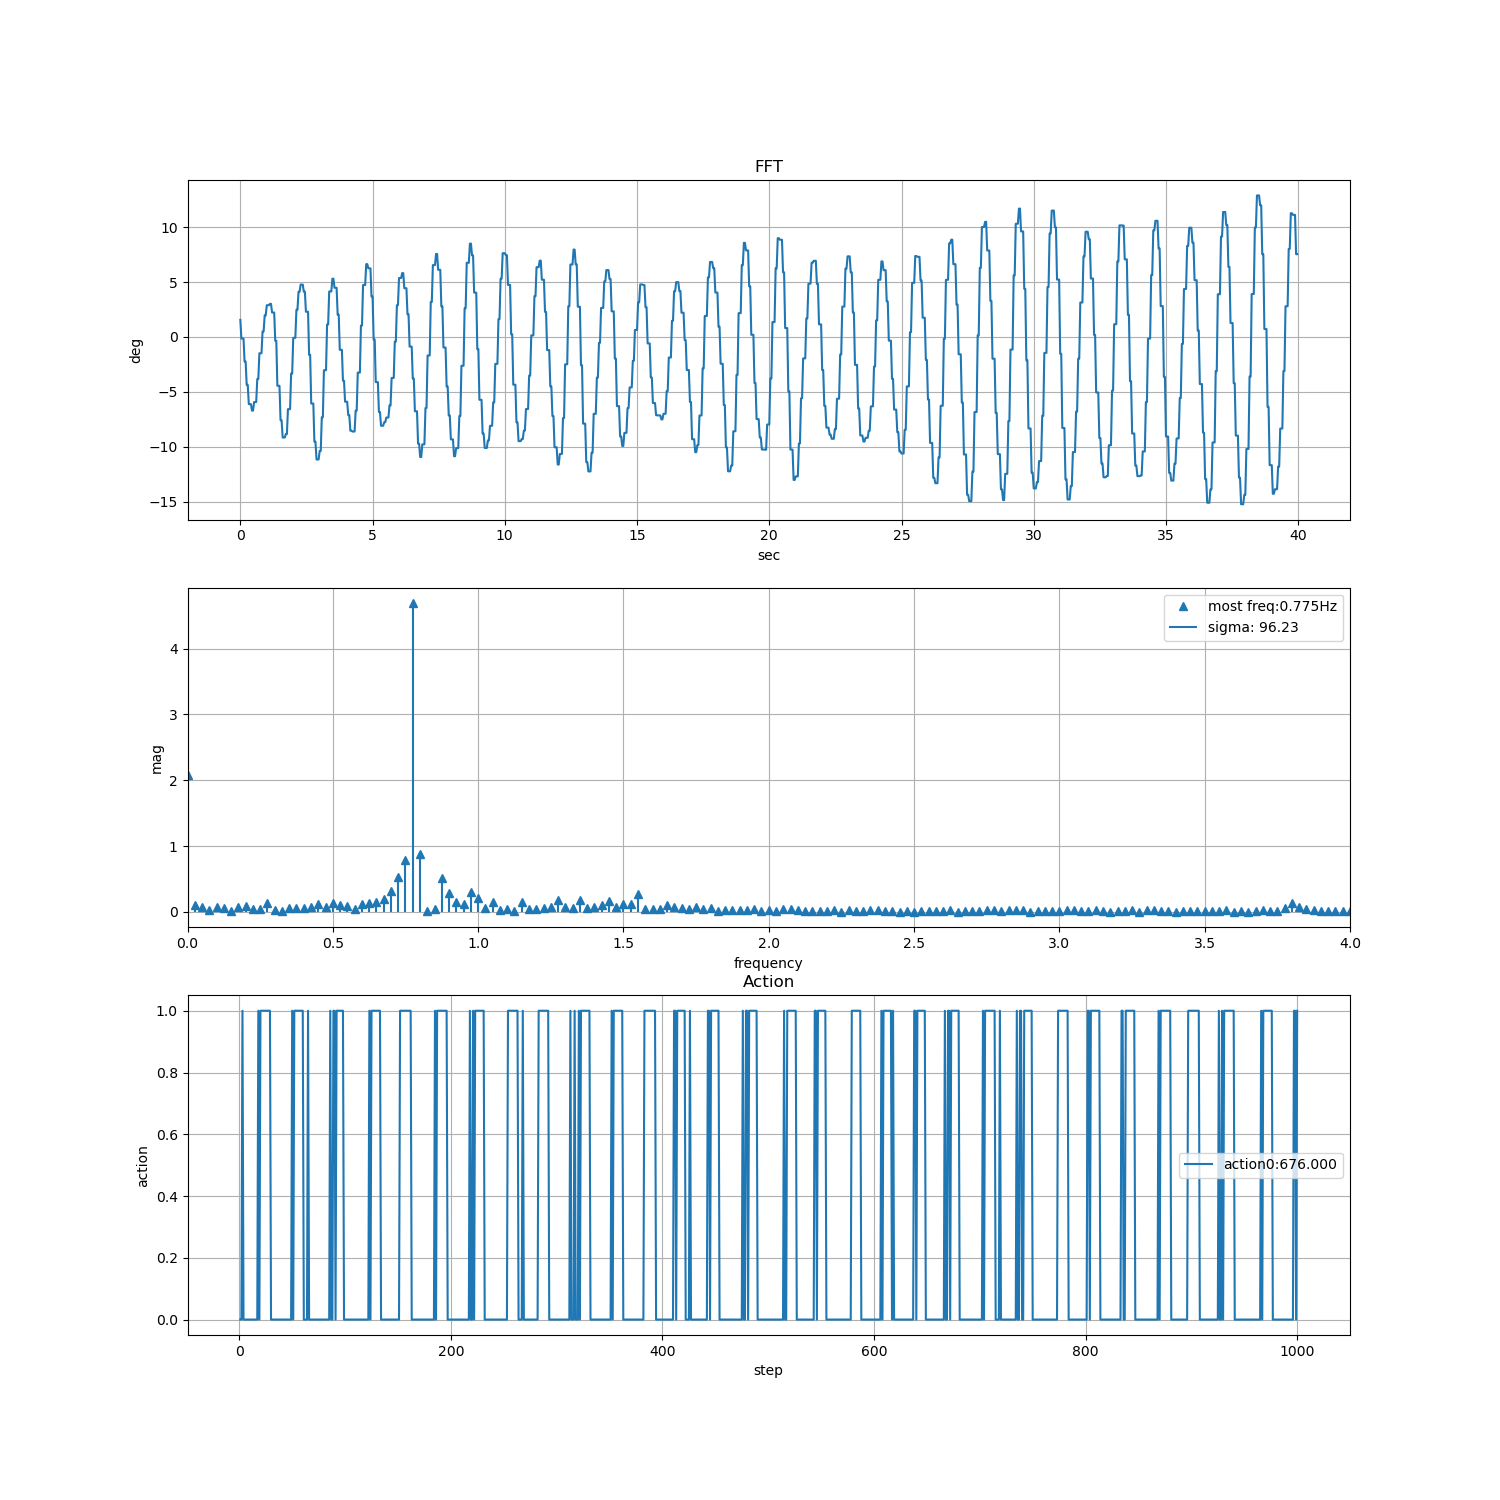 FFT
10
5
0
−5
−10
−15
deg
0 5 10 15 20 25 30 35 40
sec
most freq:0.775Hz
sigma: 96.23
4
3
2
1
0
mag
0.0 0.5 1.0 1.5 2.0 2.5 3.0 3.5 4.0
frequency
Action
1.0
0.8
0.6
0.4
0.2
0.0
action
action0:676.000
0 200 400 600 800 1000
step